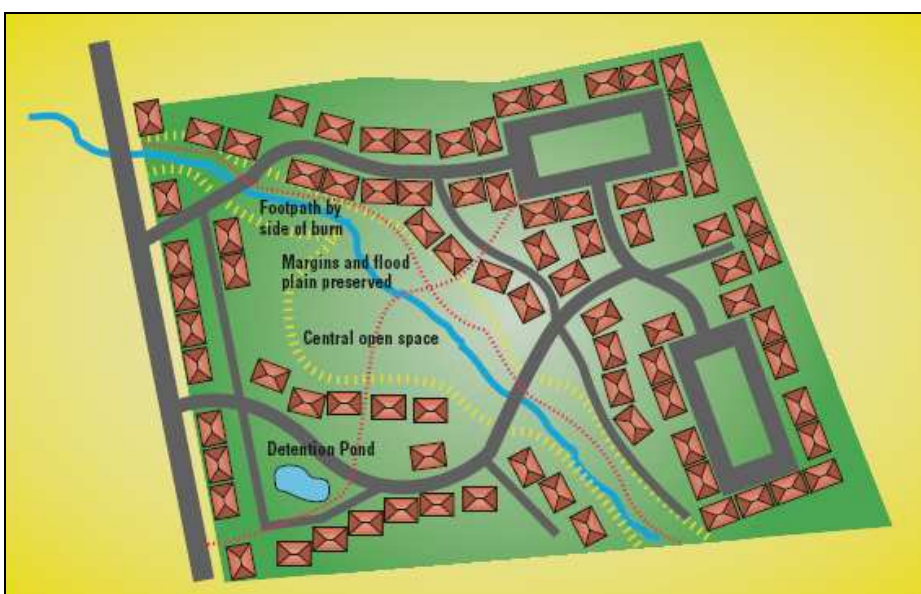 Footpath by
side of burn
Margins and flood
plain preserved
Central open space
Detention Pond